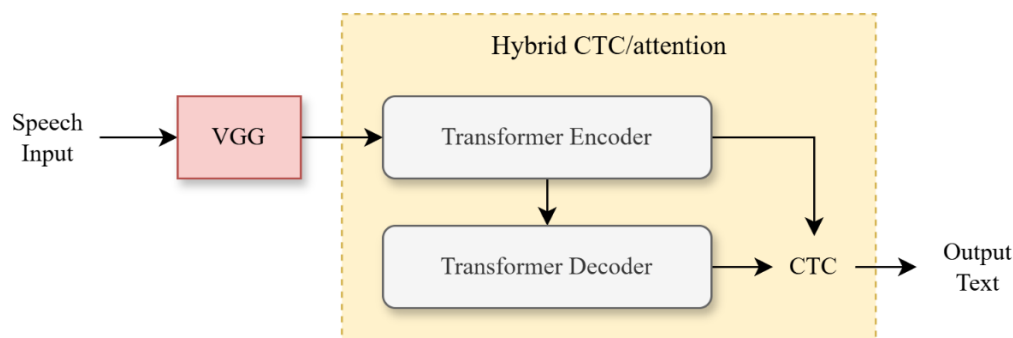 Hybrid CTC/attention
Speech
Input
VGG
Transformer Encoder
Transformer Decoder
CTC
Output
Text